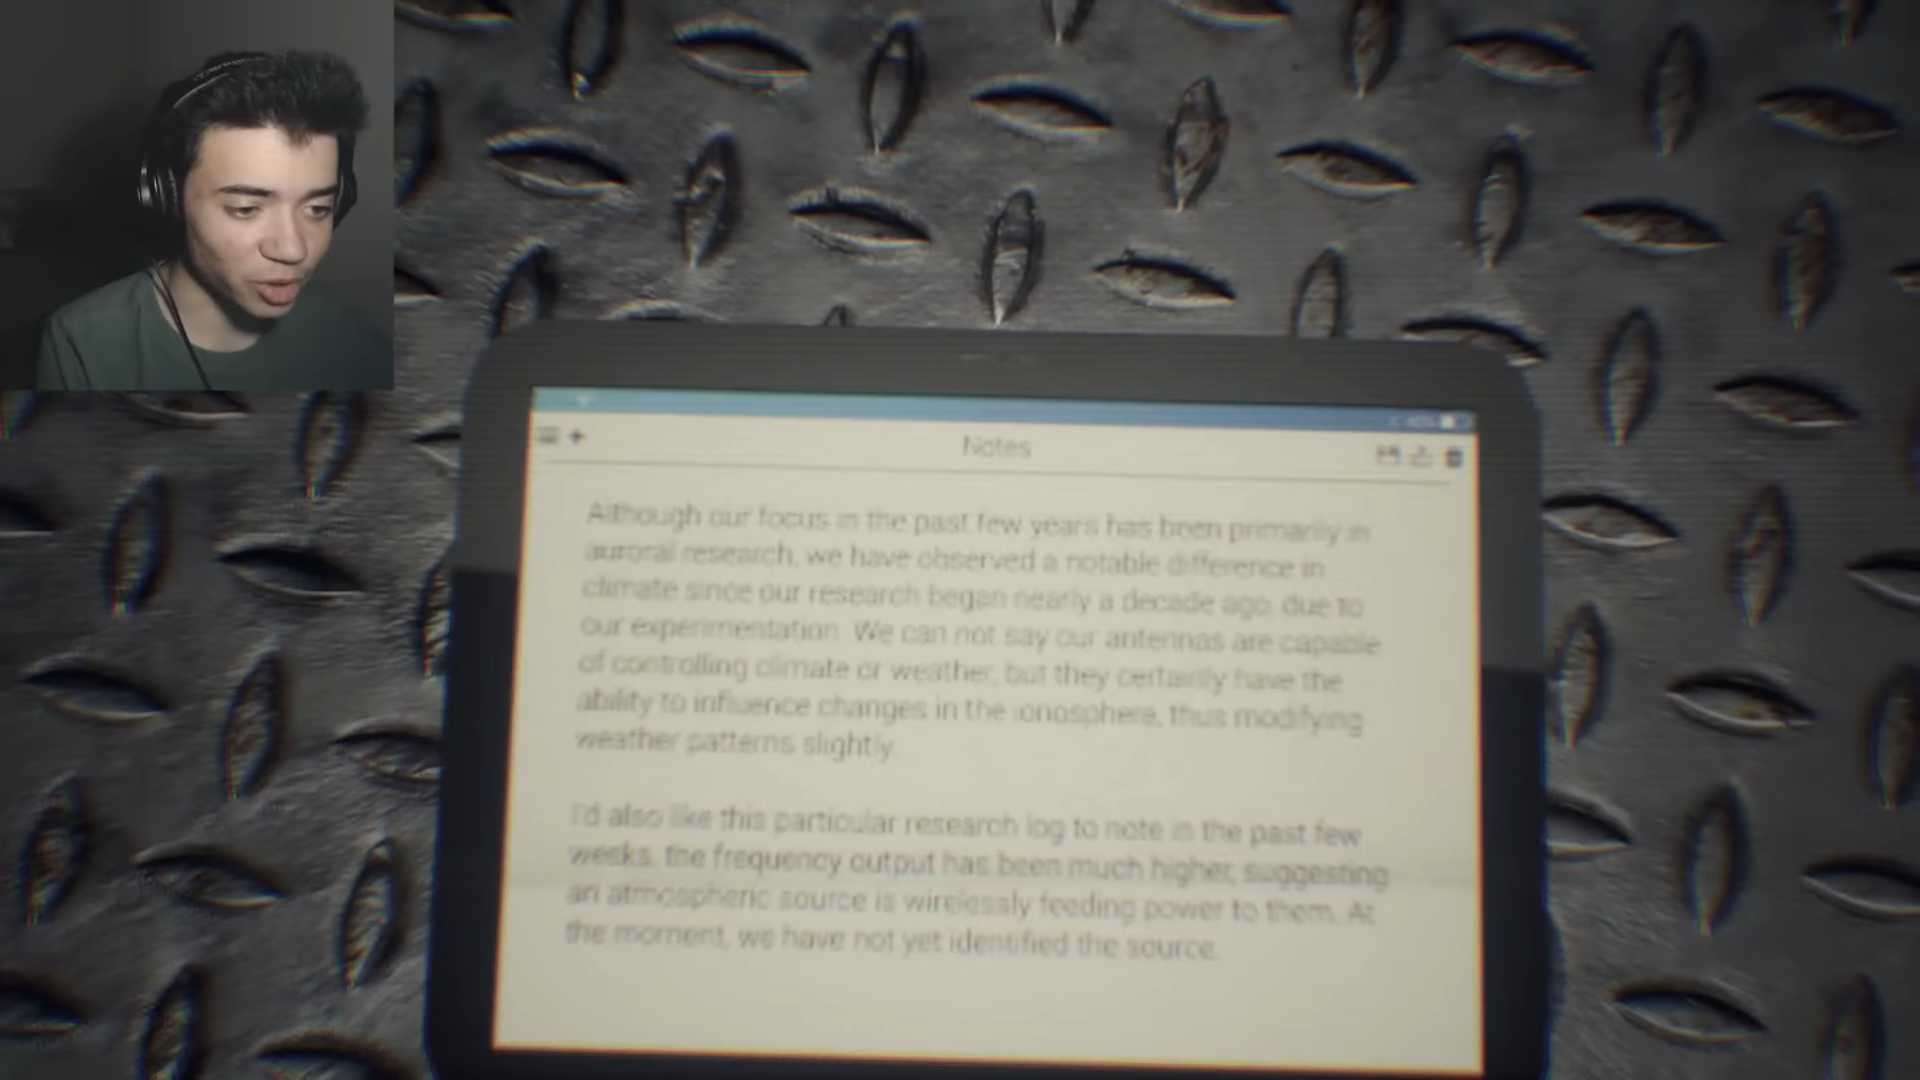 Notes
Although our focus in the past few years has been primarily in
auroral research, we have observed a notable difference in
climate since our research began nearly a decade ago, due to
our experimentation. We can not say our antennas are capable
of controlling climate or weather, but they certainly have the
ability to influence changes in the ionosphere, thus modifying
weather patterns slightly.
I'd also like this particular research log to note in the past few
weeks, the frequency output has been much higher, suggesting
an atmospheric source is wirelessly feeding power to them. At
the moment, we have not yet identified the source.